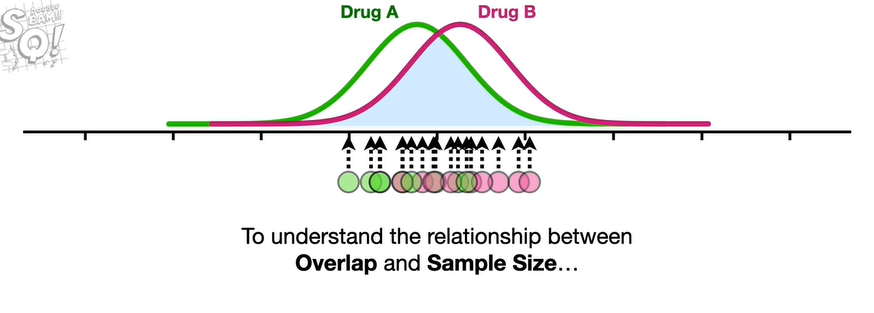 Drug A
Drug B
DOUBLE
BAM!!
SQ!
To understand the relationship between
Overlap and Sample Size…